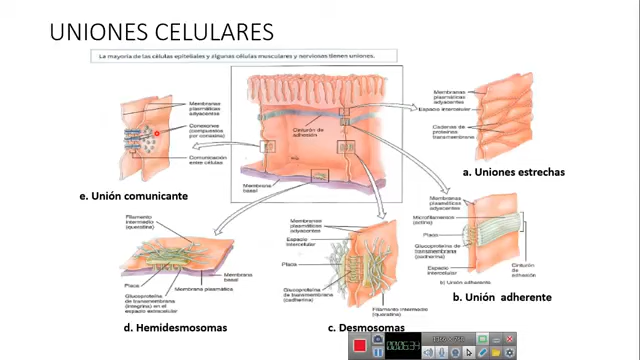 UNIONES CELULARES
La mayoría de las células epiteliales y algunas células musculares y nerviosas tienen uniones.
Membranas
plasmáticas
adyacentes
Conexiones
(compuestos
por conexina)
Comunicación
entre células
e. Unión comunicante
Cinturón de
adhesión
Membrana
basal
Membranas
plasmáticas
adyacentes
Espacio intercelular
Cadenas de
proteínas
transmembrana
a. Uniones estrechas
Membranas
plasmáticas
adyacentes
Microfilamentos
(actina)
Placa
Glucoproteína de
transmembrana
(cadherina)
Espacio
intercelular
Cinturón
de
adhesión
b) Unión adherente
b. Unión adherente
Filamento
intermedio
(queratina)
Placa
Glucoproteína
de transmembrana
(integrina) en el
espacio extracelular
Membrana plasmática
Membrana
basal
d. Hemidesmosomas
Membranas
plasmáticas
adyacentes
Espacio
intercelular
Placa
Glucoproteína
de transmembrana
(cadherina)
Filamento intermedio
(queratina)
c. Desmosomas